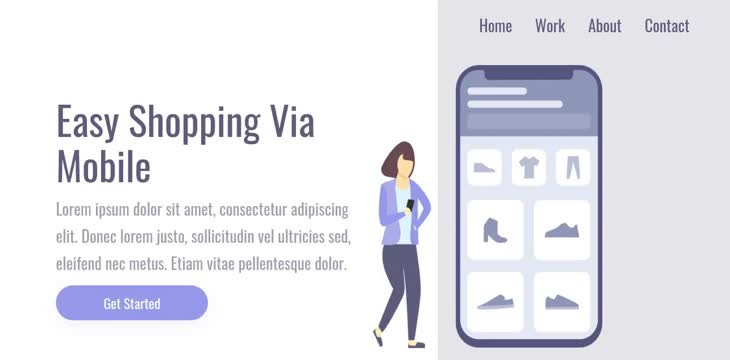 Home Work About Contact
Easy Shopping Via
Mobile
Lorem ipsum dolor sit amet, consectetur adipiscing
elit. Donec lorem justo, sollicitudin vel ultricies sed,
eleifend nec metus. Etiam vitae pellentesque dolor.
Get Started